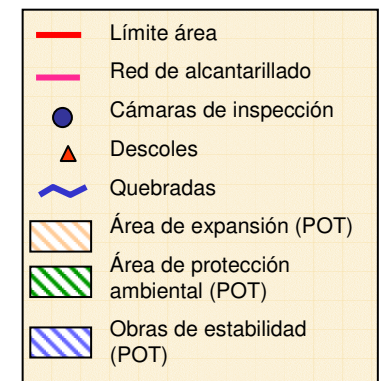 Límite área
Red de alcantarillado
Cámaras de inspección
Descoles
Quebradas
Área de expansión (POT)
Área de protección
ambiental (POT)
Obras de estabilidad
(POT)